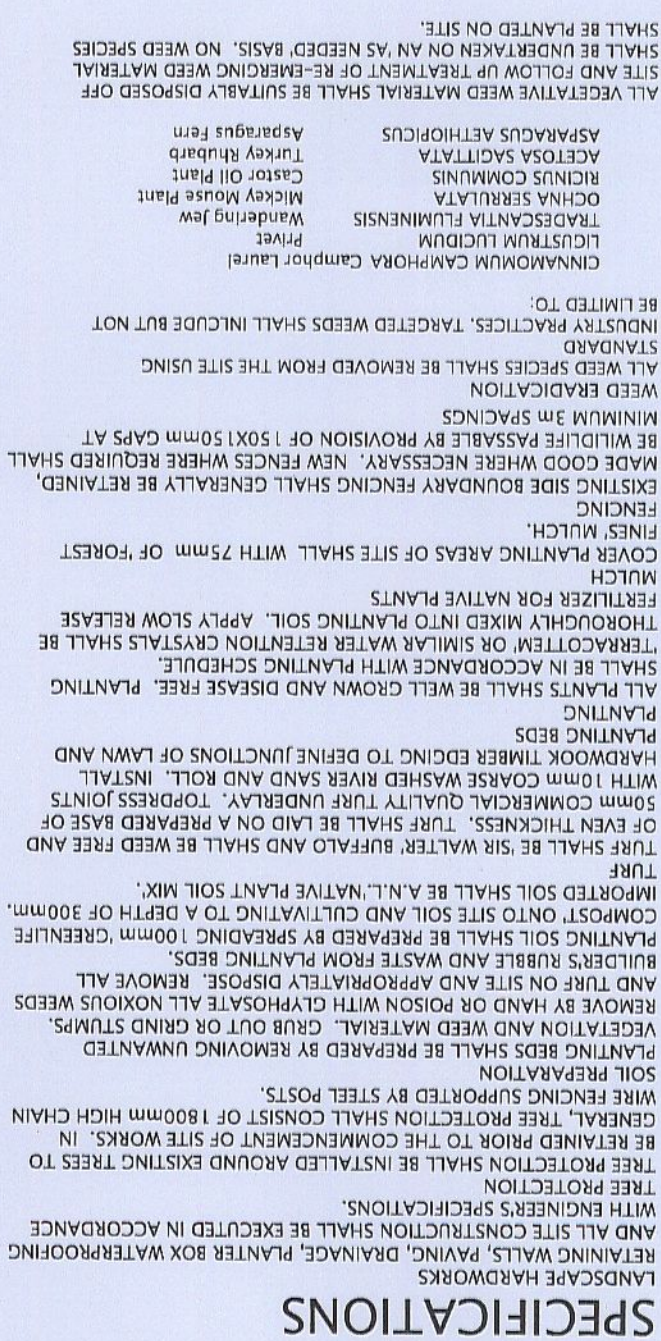 SPECIFICATIONS
LANDSCAPE HARDWORKS
RETAINING WALLS, PAVING, DRAINAGE, PLANTER BOX WATERPROOFING
AND ALL SITE CONSTRUCTION SHALL BE EXECUTED IN ACCORDANCE
WITH ENGINEER'S SPECIFICATIONS.
TREE PROTECTION
TREE PROTECTION SHALL BE INSTALLED AROUND EXISTING TREES TO
BE RETAINED PRIOR TO THE COMMENCEMENT OF SITE WORKS. IN
GENERAL, TREE PROTECTION SHALL CONSIST OF 1800mm HIGH CHAIN
WIRE FENCING SUPPORTED BY STEEL POSTS.
SOIL PREPARATION
PLANTING BEDS SHALL BE PREPARED BY REMOVING UNWANTED
VEGETATION AND WEED MATERIAL. GRUB OUT OR GRIND STUMPS.
REMOVE BY HAND OR POISON WITH GLYPHOSATE ALL NOXIOUS WEEDS
AND TURF ON SITE AND APPROPRIATELY DISPOSE. REMOVE ALL
BUILDER'S RUBBLE AND WASTE FROM PLANTING BEDS.
PLANTING SOIL SHALL BE PREPARED BY SPREADING 100mm 'GREENLIFE
COMPOST' ONTO SITE SOIL AND CULTIVATING TO A DEPTH OF 300mm.
IMPORTED SOIL SHALL BE A.N.L.'NATIVE PLANT SOIL MIX'.
TURF
TURF SHALL BE 'SIR WALTER' BUFFALO AND SHALL BE WEED FREE AND
OF EVEN THICKNESS. TURF SHALL BE LAID ON A PREPARED BASE OF
50mm COMMERCIAL QUALITY TURF UNDERLAY. TOPDRESS JOINTS
WITH 10mm COARSE WASHED RIVER SAND AND ROLL. INSTALL
HARDWOOK TIMBER EDGING TO DEFINE JUNCTIONS OF LAWN AND
PLANTING BEDS
PLANTING
ALL PLANTS SHALL BE WELL GROWN AND DISEASE FREE. PLANTING
SHALL BE IN ACCORDANCE WITH PLANTING SCHEDULE.
'TERRACOTTEM' OR SIMILAR WATER RETENTION CRYSTALS SHALL BE
THOROUGHLY MIXED INTO PLANTING SOIL. APPLY SLOW RELEASE
FERTILIZER FOR NATIVE PLANTS
MULCH
COVER PLANTING AREAS OF SITE SHALL WITH 75mm OF 'FOREST
FINES' MULCH.
FENCING
EXISTING SIDE BOUNDARY FENCING SHALL GENERALLY BE RETAINED,
MADE GOOD WHERE NECESSARY. NEW FENCES WHERE REQUIRED SHALL
BE WILIDLIFE PASSABLE BY PROVISION OF 150X150mm GAPS AT
MINIMUM 3m SPACINGS
WEED ERADICATION
ALL WEED SPECIES SHALL BE REMOVED FROM THE SITE USING
STANDARD
INDUSTRY PRACTICES. TARGETED WEEDS SHALL INLCUDE BUT NOT
BE LIMITED TO:
CINNAMOMUM CAMPHORA Camphor Laurel
LIGUSTRUM LUCIDUM Privet
TRADESCANTIA FLUMINENSIS Wandering Jew
OCHNA SERRULATA Mickey Mouse Plant
RICINUS COMMUNIS Castor Oil Plant
ACETOSA SAGITTATA Turkey Rhubarb
ASPARAGUS AETHIOPICUS Asparagus Fern
ALL VEGETATIVE WEED MATERIAL SHALL BE SUITABLY DISPOSED OFF
SITE AND FOLLOW UP TREATMENT OF RE-EMERGING WEED MATERIAL
SHALL BE UNDERTAKEN ON AN 'AS NEEDED' BASIS. NO WEED SPECIES
SHALL BE PLANTED ON SITE.